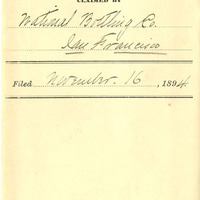 CLAIMED BY
National Bottling Co.
San Francisco
Filed November 16, 1894